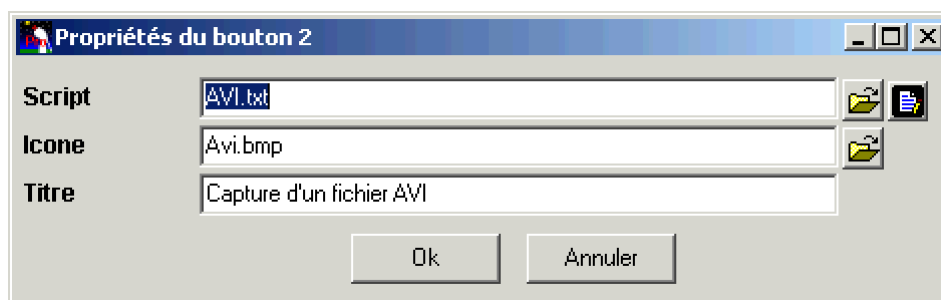 Propriétés du bouton 2
Script AVI.txt
Icone Avi.bmp
Titre Capture d'un fichier AVI
Ok Annuler